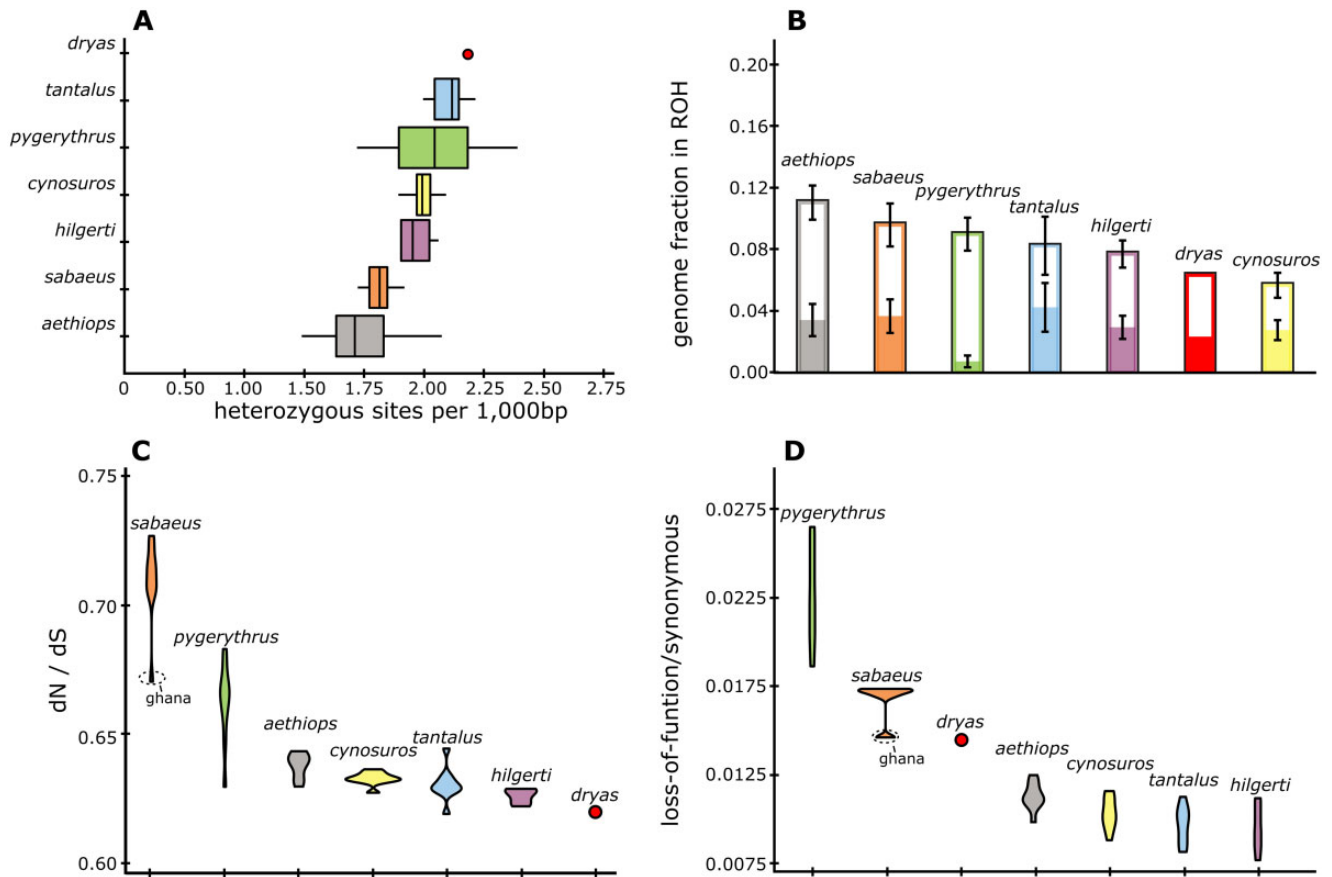 A
dryas
tantalus
pygerythrus
cynosuros
hilgerti
sabaeus
aethiops
0 0.50 1.00 1.50 1.75 2.00 2.25 2.50 2.75
heterozygous sites per 1,000bp
B
genome fraction in ROH
0.20
0.16
0.12
0.08
0.04
0.00
aethiops
sabaeus
pygerythrus
tantalus
hilgerti
dryas
cynosuros
C
dN / dS
0.75
0.70
0.65
0.60
sabaeus
ghana
pygerythrus
aethiops
cynosuros
tantalus
hilgerti
dryas
D
loss-of-funtion/synonymous
0.0275
0.0225
0.0175
0.0125
0.0075
pygerythrus
sabaeus
ghana
dryas
aethiops
cynosuros
tantalus
hilgerti